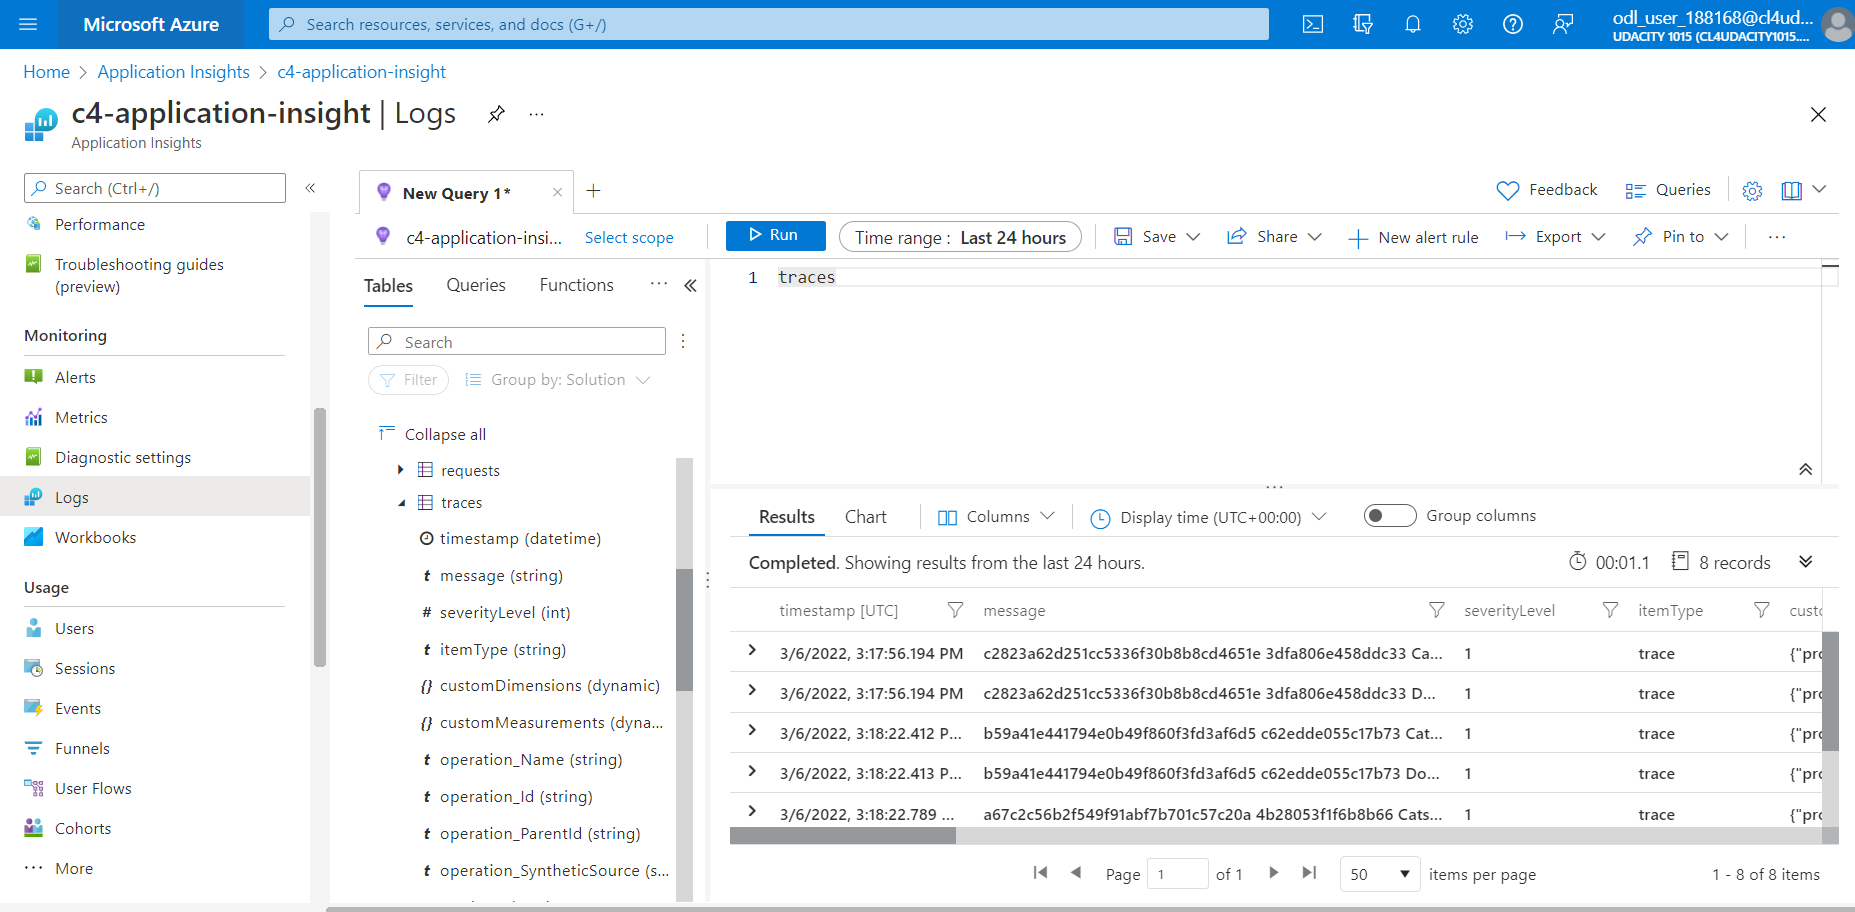 Microsoft Azure
Search resources, services, and docs (G+/)
odl_user_188168@cl4ud...
UDACITY 1015 (CL4UDACITY1015....
Home > Application Insights > c4-application-insight
c4-application-insight | Logs
Application Insights
Search (Ctrl+/)
Performance
Troubleshooting guides
(preview)
Monitoring
Alerts
Metrics
Diagnostic settings
Logs
Workbooks
Usage
Users
Sessions
Events
Funnels
User Flows
Cohorts
More
New Query 1*
Feedback
Queries
c4-application-insi...
Select scope
Run
Time range : Last 24 hours
Save
Share
New alert rule
Export
Pin to
Tables
Queries
Functions
Search
Filter
Group by: Solution
Collapse all
requests
traces
timestamp (datetime)
t message (string)
# severityLevel (int)
t itemType (string)
{} customDimensions (dynamic)
{} customMeasurements (dyna...
t operation_Name (string)
t operation_Id (string)
t operation_ParentId (string)
t operation_SyntheticSource (s...
1 traces
Results
Chart
Columns
Display time (UTC+00:00)
Group columns
Completed. Showing results from the last 24 hours.
00:01.1
8 records
timestamp [UTC] message severityLevel itemType custo
3/6/2022, 3:17:56.194 PM c2823a62d251cc5336f30b8b8cd4651e 3dfa806e458ddc33 Ca... 1 trace {"pro
3/6/2022, 3:17:56.194 PM c2823a62d251cc5336f30b8b8cd4651e 3dfa806e458ddc33 D... 1 trace {"pro
3/6/2022, 3:18:22.412 P... b59a41e441794e0b49f860f3fd3af6d5 c62edde055c17b73 Cat... 1 trace {"pro
3/6/2022, 3:18:22.413 P... b59a41e441794e0b49f860f3fd3af6d5 c62edde055c17b73 Do... 1 trace {"pro
3/6/2022, 3:18:22.789 ... a67c2c56b2f549f91abf7b701c57c20a 4b28053f1f6b8b66 Cats... 1 trace {"pro
Page 1 of 1
50 items per page
1 - 8 of 8 items